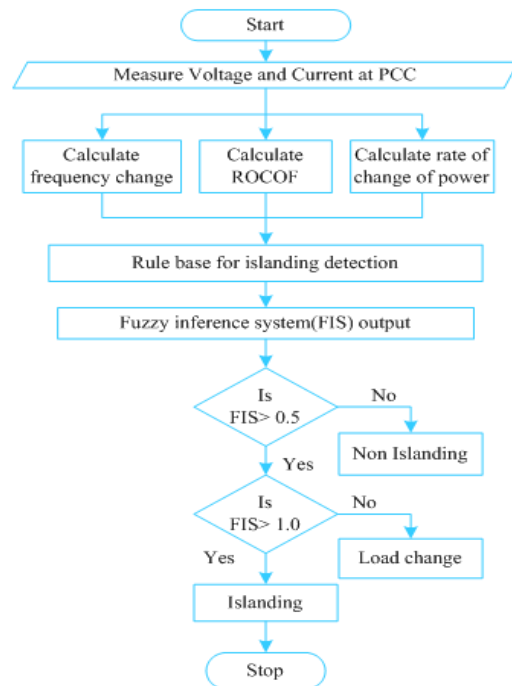 Start
Measure Voltage and Current at PCC
Calculate
frequency change
Calculate
ROCOF
Calculate rate of
change of power
Rule base for islanding detection
Fuzzy inference system(FIS) output
Is
FIS> 0.5
No
Non Islanding
Yes
Is
FIS> 1.0
No
Load change
Yes
Islanding
Stop